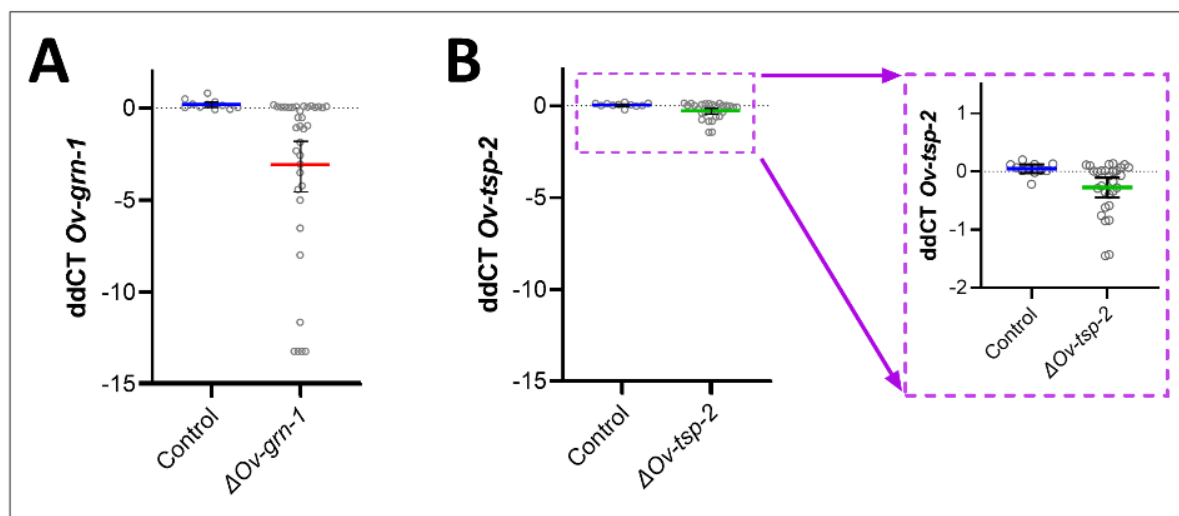 A
ddCT Ov-grn-1
0
-5
-10
-15
Control
ΔOv-grn-1
B
ddCT Ov-tsp-2
0
-5
-10
-15
Control
ΔOv-tsp-2
ddCT Ov-tsp-2
1
0
-1
-2
Control
ΔOv-tsp-2